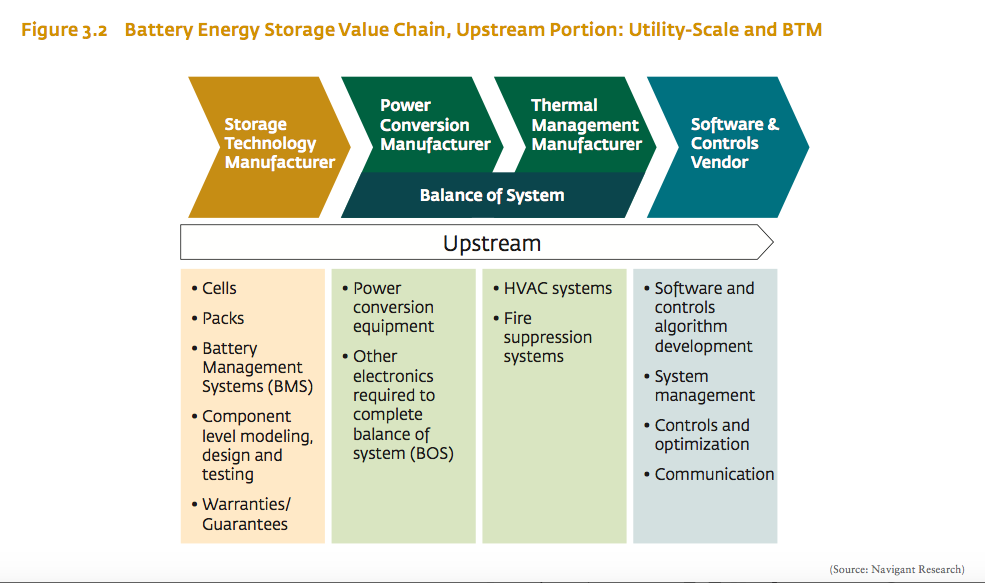 Figure 3.2 Battery Energy Storage Value Chain, Upstream Portion: Utility-Scale and BTM
Storage
Technology
Manufacturer
Power
Conversion
Manufacturer
Thermal
Management
Manufacturer
Balance of System
Software &
Controls
Vendor
Upstream
• Cells
• Packs
• Battery
Management
Systems (BMS)
• Component
level modeling,
design and
testing
• Warranties/
Guarantees
• Power
conversion
equipment
• Other
electronics
required to
complete
balance of
system (BOS)
• HVAC systems
• Fire
suppression
systems
• Software and
controls
algorithm
development
• System
management
• Controls and
optimization
• Communication
(Source: Navigant Research)